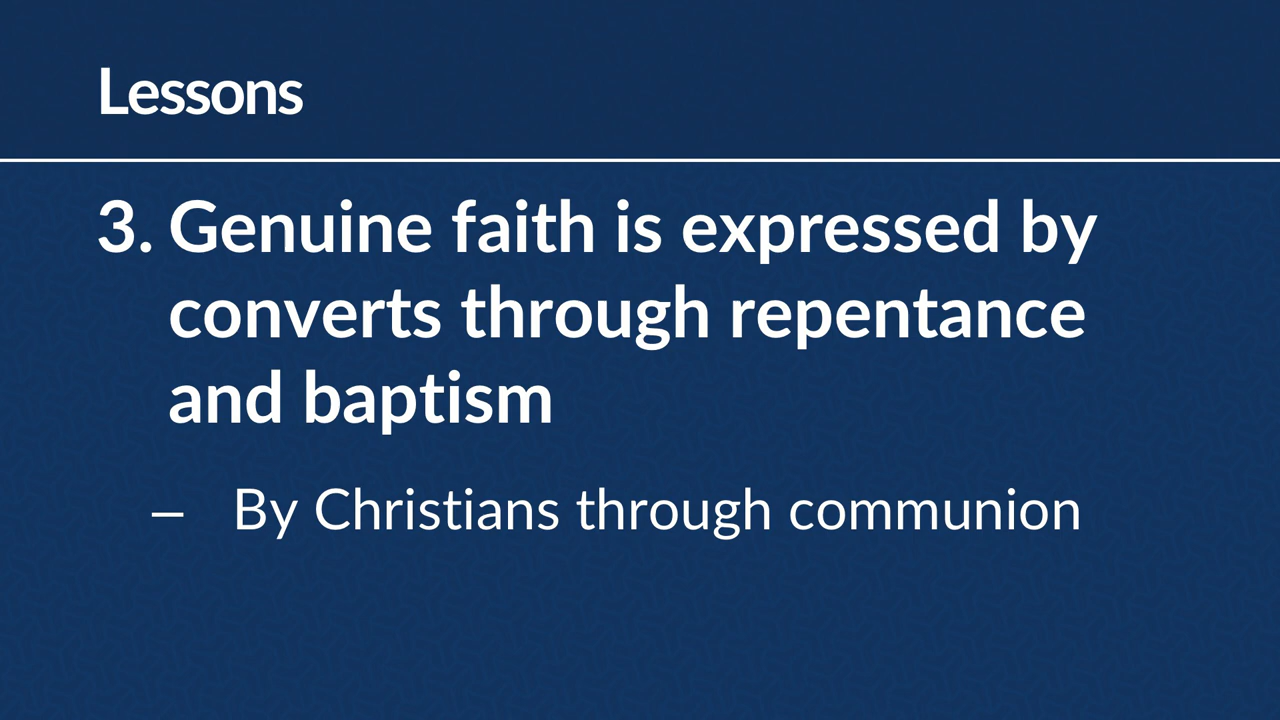 Lessons
3. Genuine faith is expressed by
converts through repentance
and baptism
– By Christians through communion